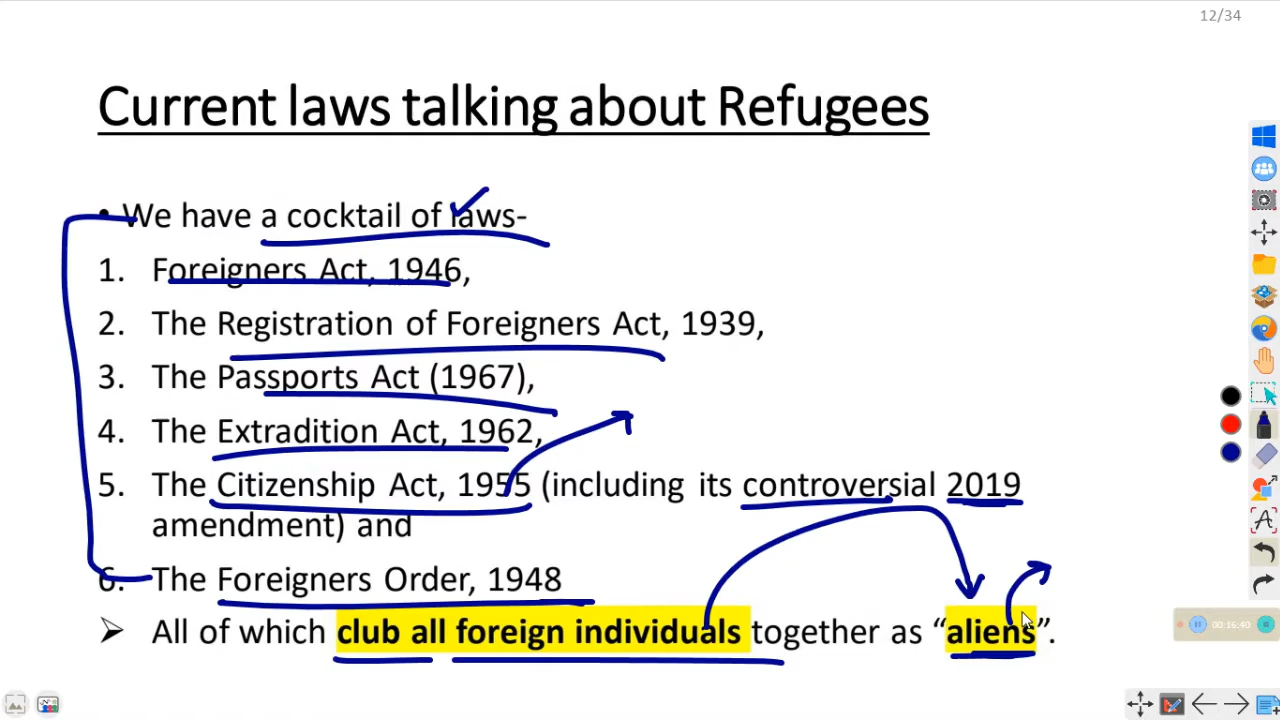 12/34
Current laws talking about Refugees
• We have a cocktail of laws-
1. Foreigners Act, 1946,
2. The Registration of Foreigners Act, 1939,
3. The Passports Act (1967),
4. The Extradition Act, 1962,
5. The Citizenship Act, 1955 (including its controversial 2019
amendment) and
6. The Foreigners Order, 1948
➢ All of which club all foreign individuals together as “aliens”.
00:16:40